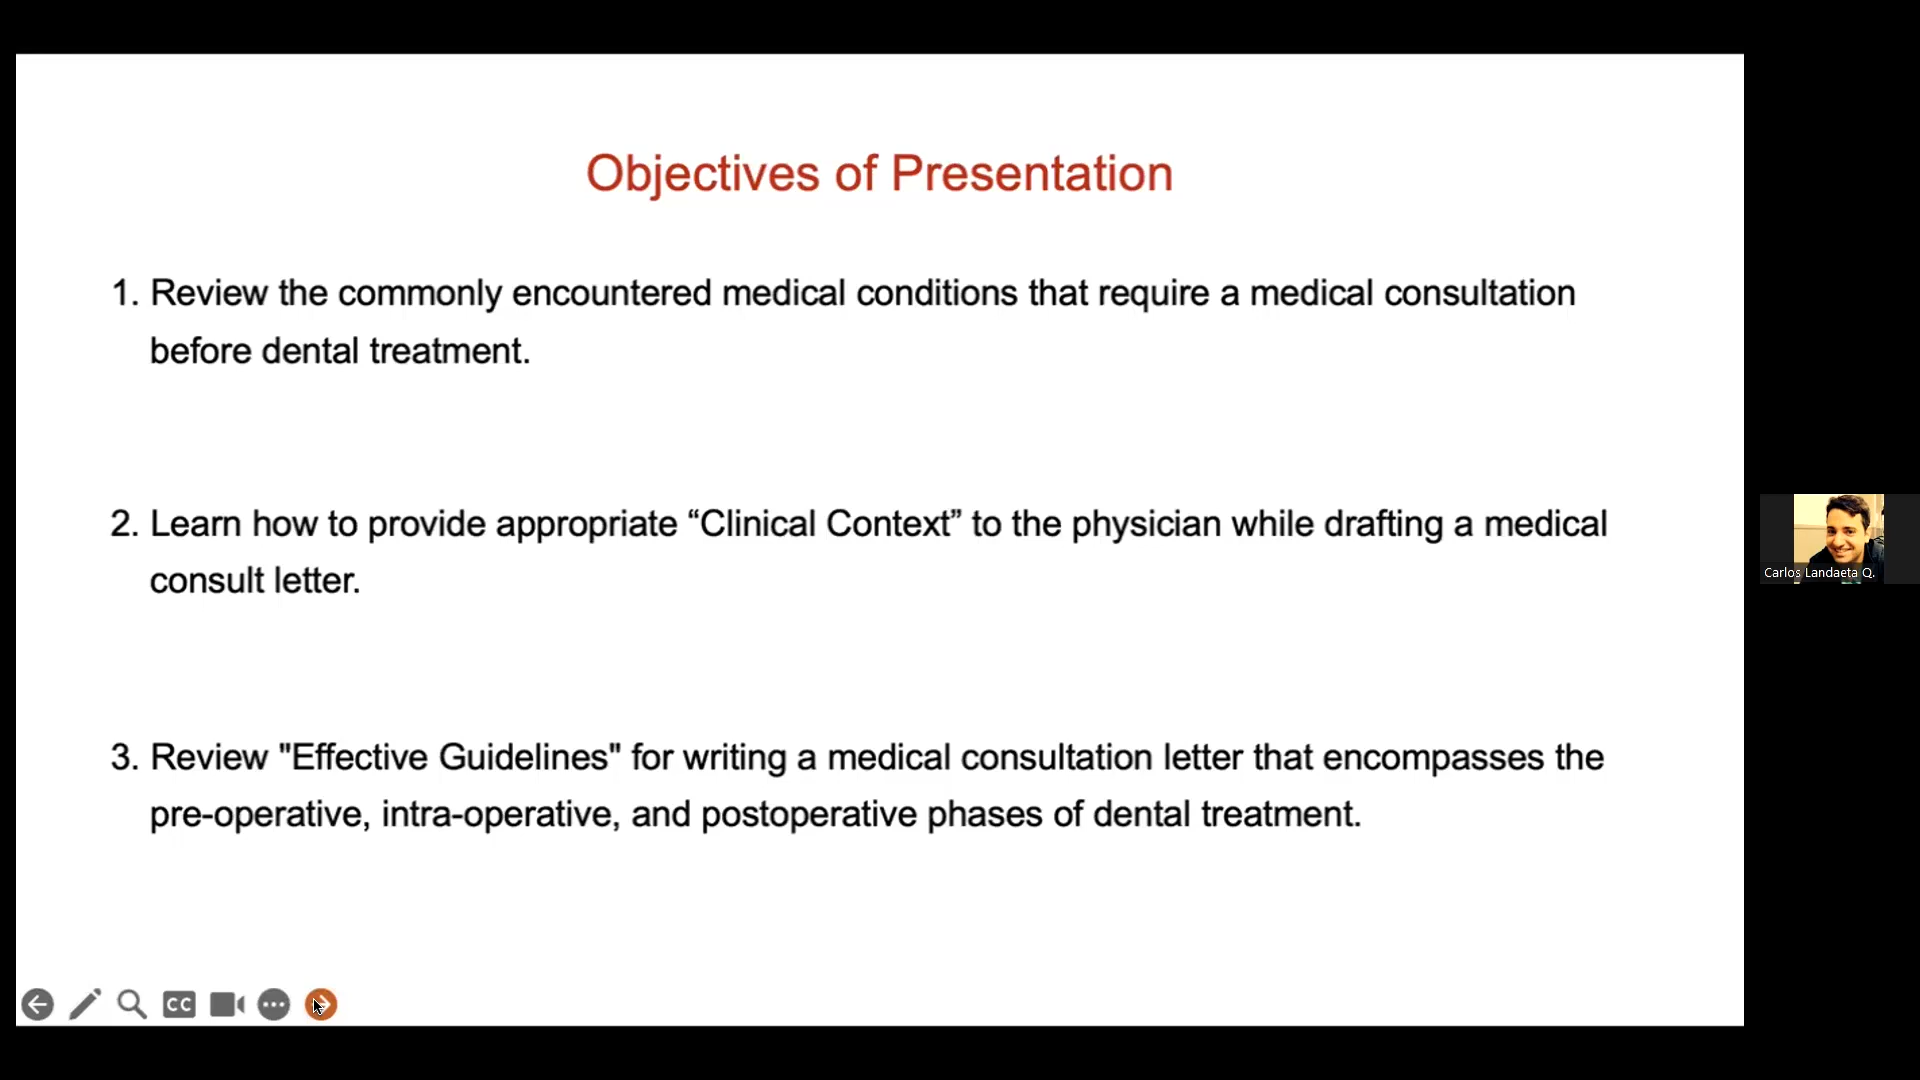 Objectives of Presentation
1. Review the commonly encountered medical conditions that require a medical consultation
before dental treatment.
2. Learn how to provide appropriate “Clinical Context” to the physician while drafting a medical
consult letter.
3. Review "Effective Guidelines" for writing a medical consultation letter that encompasses the
pre-operative, intra-operative, and postoperative phases of dental treatment.
CC
Carlos Landaeta Q.